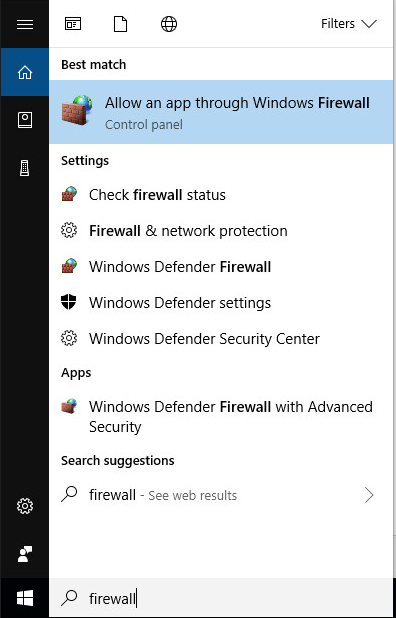 Filters
Best match
Allow an app through Windows Firewall
Control panel
Settings
Check firewall status
Firewall & network protection
Windows Defender Firewall
Windows Defender settings
Windows Defender Security Center
Apps
Windows Defender Firewall with Advanced
Security
Search suggestions
firewall - See web results
firewall